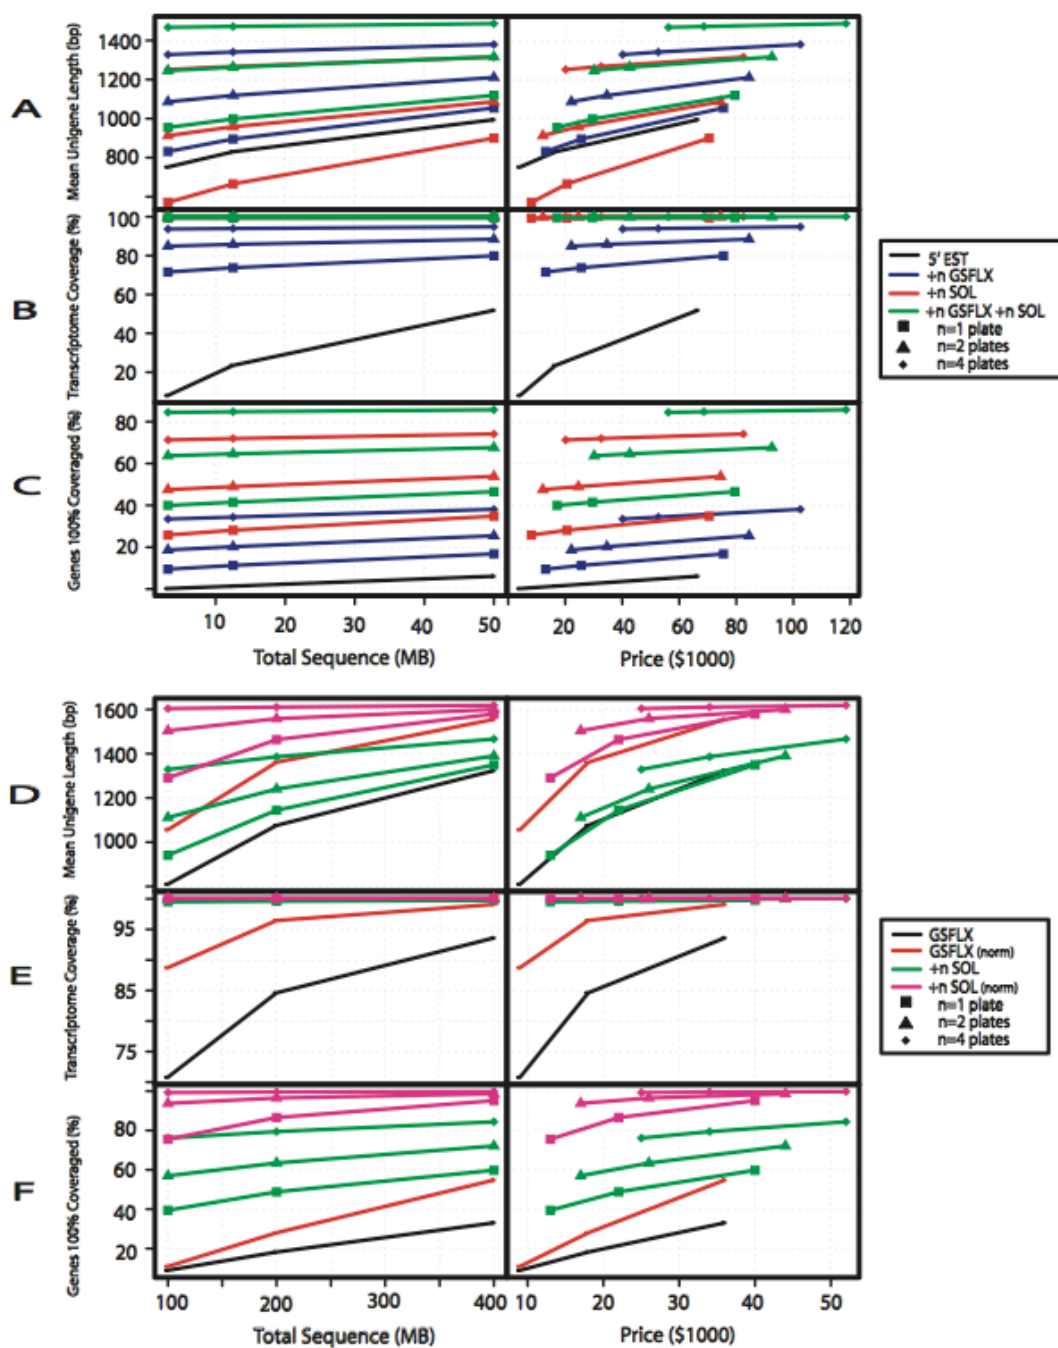 A
Mean Unigene Length (bp)
1400
1200
1000
800
B
Transcriptome Coverage (%)
100
80
60
40
20
C
Genes 100% Coveraged (%)
80
60
40
20
10 20 30 40 50
20 40 60 80 100 120
Total Sequence (MB)
Price ($1000)
5' EST
+n GSFLX
+n SOL
+n GSFLX +n SOL
n=1 plate
n=2 plates
n=4 plates
D
Mean Unigene Length (bp)
1600
1400
1200
1000
E
Transcriptome Coverage (%)
95
85
75
F
Genes 100% Coveraged (%)
80
60
40
20
100 200 300 400
10 20 30 40 50
Total Sequence (MB)
Price ($1000)
GSFLX
GSFLX (norm)
+n SOL
+n SOL (norm)
n=1 plate
n=2 plates
n=4 plates